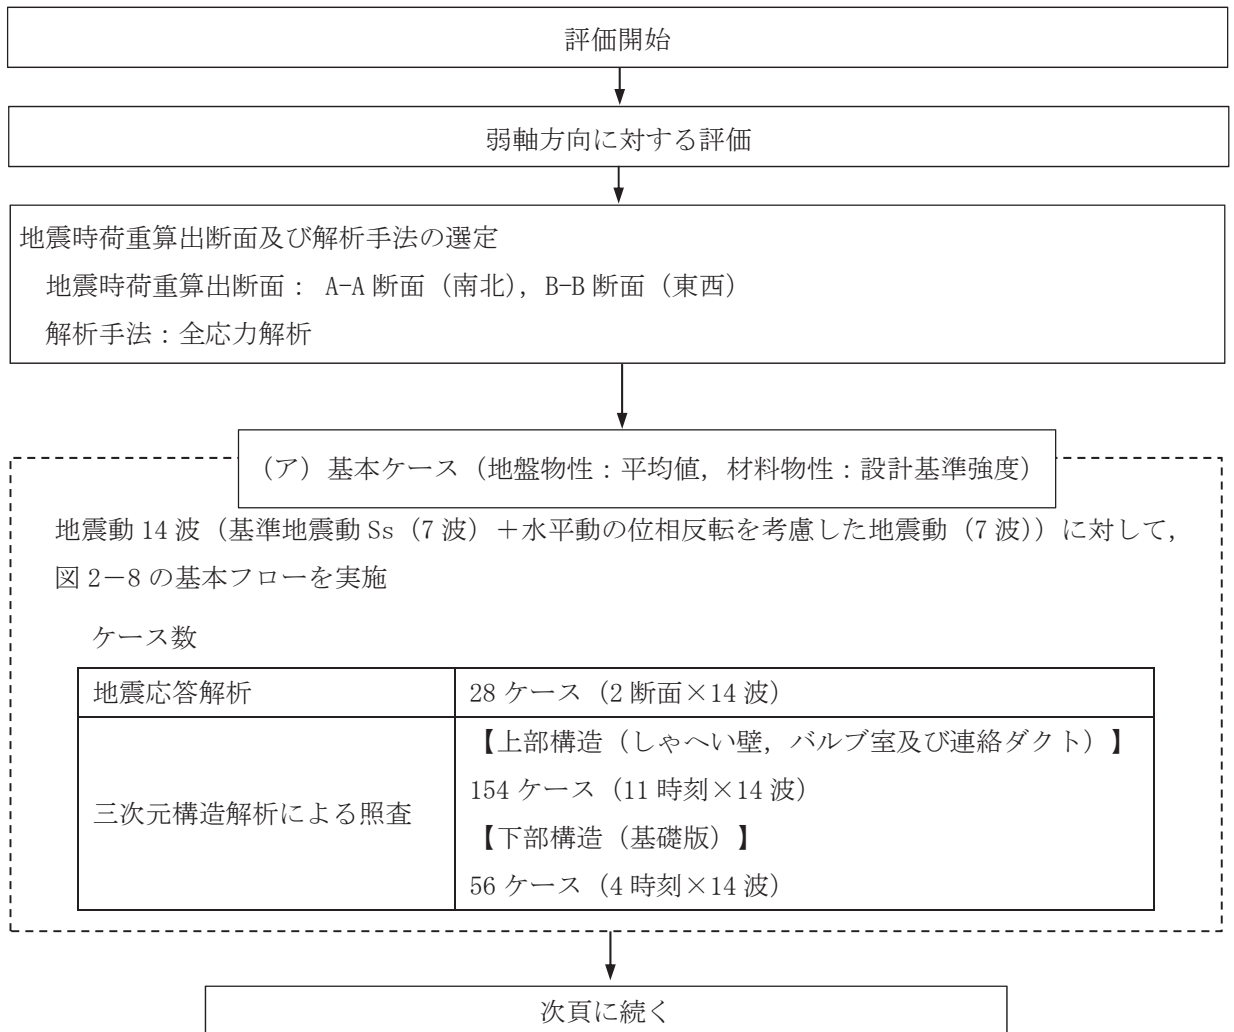 評価開始
弱軸方向に対する評価
地震時荷重算出断面及び解析手法の選定
地震時荷重算出断面： A-A 断面（南北），B-B 断面（東西）
解析手法：全応力解析
（ア）基本ケース（地盤物性：平均値，材料物性：設計基準強度）
地震動 14 波（基準地震動 Ss（7 波）＋水平動の位相反転を考慮した地震動（7 波））に対して，
図 2－8 の基本フローを実施
ケース数
地震応答解析
28 ケース（2 断面×14 波）
三次元構造解析による照査
【上部構造（しゃへい壁，バルブ室及び連絡ダクト）】
154 ケース（11 時刻×14 波）
【下部構造（基礎版）】
56 ケース（4 時刻×14 波）
次頁に続く